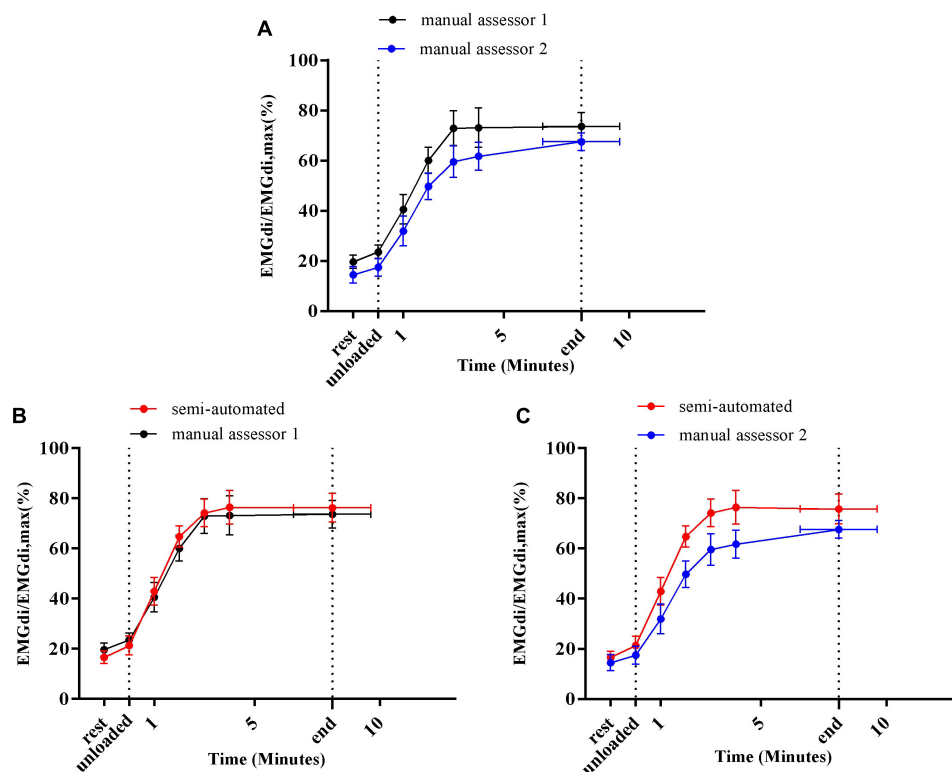 A
manual assessor 1
manual assessor 2
EMGdi/EMGdi,max(%)
100
80
60
40
20
0
rest
unloaded
1
5
end
10
Time (Minutes)
B
semi-automated
manual assessor 1
EMGdi/EMGdi,max(%)
100
80
60
40
20
0
rest
unloaded
1
5
end
10
Time (Minutes)
C
semi-automated
manual assessor 2
EMGdi/EMGdi,max(%)
100
80
60
40
20
0
rest
unloaded
1
5
end
10
Time (Minutes)